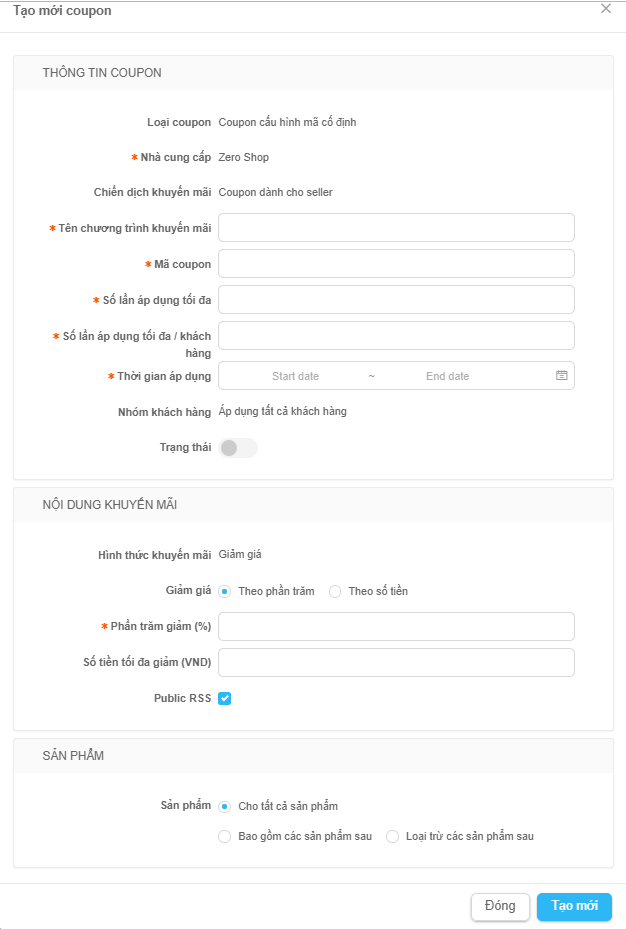 Tạo mới coupon
THÔNG TIN COUPON
Loại coupon Coupon cấu hình mã cố định
* Nhà cung cấp Zero Shop
Chiến dịch khuyến mãi Coupon dành cho seller
* Tên chương trình khuyến mãi
* Mã coupon
* Số lần áp dụng tối đa
* Số lần áp dụng tối đa / khách
hàng
* Thời gian áp dụng Start date ~ End date
Nhóm khách hàng Áp dụng tất cả khách hàng
Trạng thái
NỘI DUNG KHUYẾN MÃI
Hình thức khuyến mãi Giảm giá
Giảm giá Theo phần trăm Theo số tiền
* Phần trăm giảm (%)
Số tiền tối đa giảm (VND)
Public RSS
SẢN PHẨM
Sản phẩm Cho tất cả sản phẩm
Bao gồm các sản phẩm sau Loại trừ các sản phẩm sau
Đóng Tạo mới